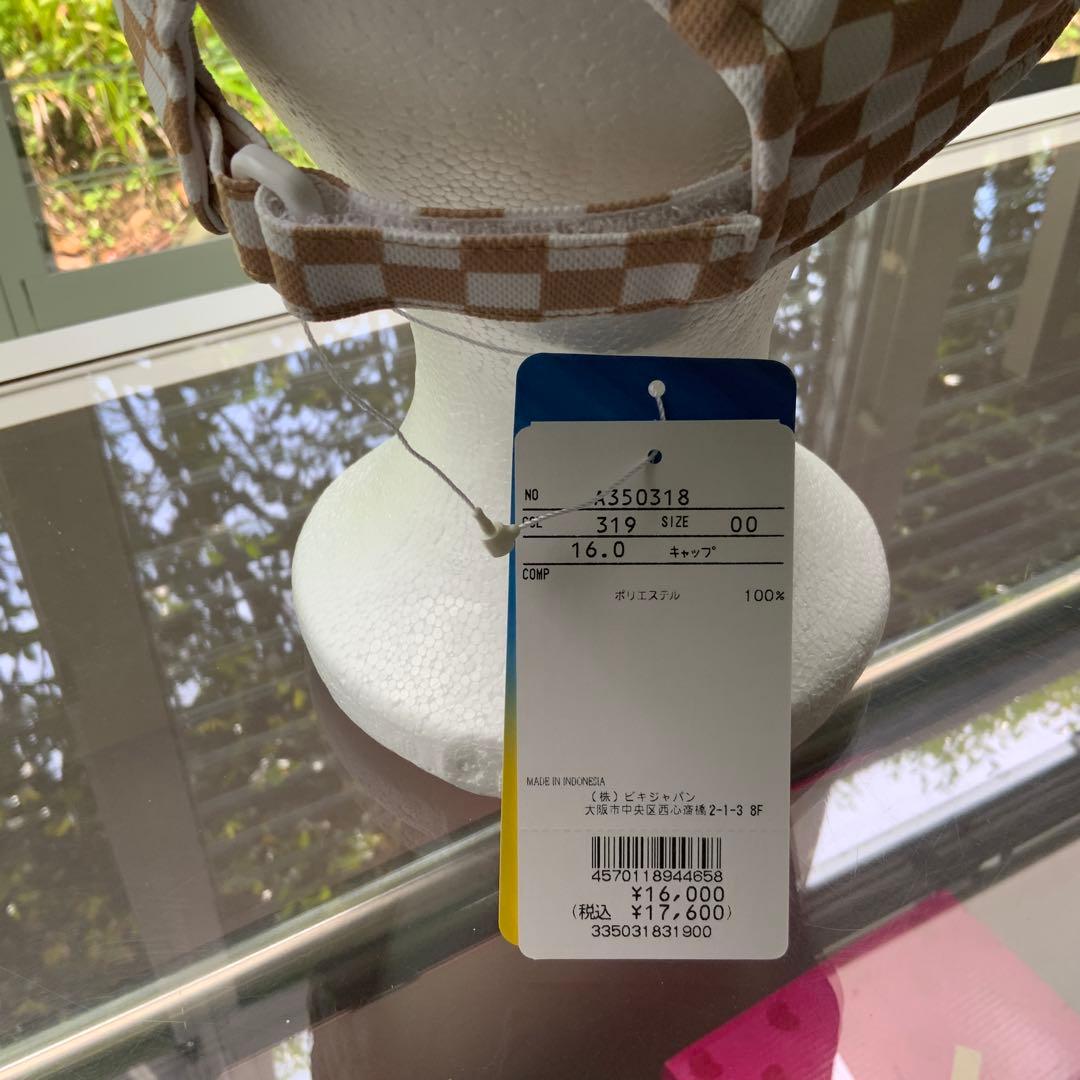 NO A350318
COL 319 SIZE 00
16.0 キャップ
COMP
ポリエステル 100%
MADE IN INDONESIA
(株)ビキジャパン
大阪市中央区西心斎橋2-1-3 8F
4570118944658
¥16,000
(税込 ¥17,600)
335031831900